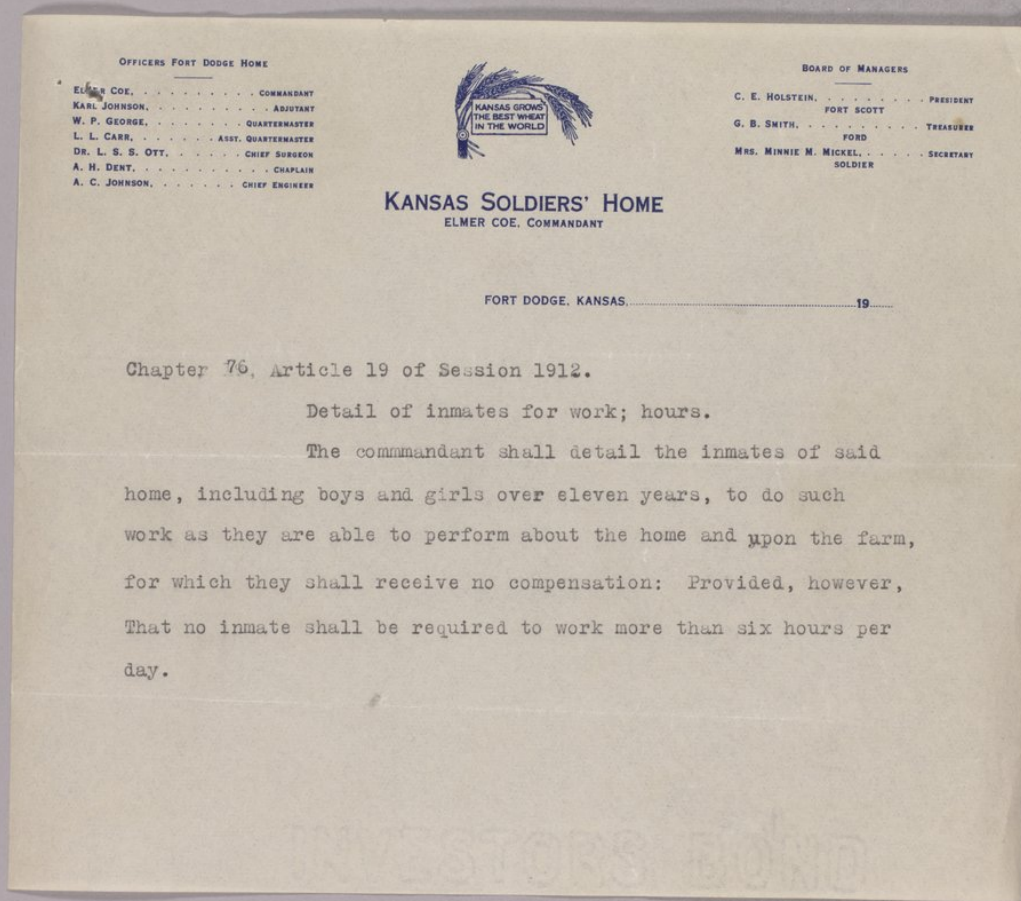 OFFICERS FORT DODGE HOME
ELMER COE, . . . . . . . . . . COMMANDANT
KARL JOHNSON, . . . . . . . . . . ADJUTANT
W. P. GEORGE, . . . . . . . . QUARTERMASTER
L. L. CARR, . . . . . . ASST. QUARTERMASTER
DR. L. S. S. OTT, . . . . . . CHIEF SURGEON
A. H. DENT, . . . . . . . . . . . CHAPLAIN
A. C. JOHNSON, . . . . . . . CHIEF ENGINEER
KANSAS GROWS
THE BEST WHEAT
IN THE WORLD
BOARD OF MANAGERS
C. E. HOLSTEIN, . . . . . . . . PRESIDENT
FORT SCOTT
G. B. SMITH, . . . . . . . . . . TREASURER
FORD
MRS. MINNIE M. MICKEL, . . . . . SECRETARY
SOLDIER
KANSAS SOLDIERS' HOME
ELMER COE, COMMANDANT
FORT DODGE, KANSAS, 19
Chapter 76, Article 19 of Session 1912.
Detail of inmates for work; hours.
The commmandant shall detail the inmates of said
home, including boys and girls over eleven years, to do such
work as they are able to perform about the home and upon the farm,
for which they shall receive no compensation: Provided, however,
That no inmate shall be required to work more than six hours per
day.
INVESTORS BOND